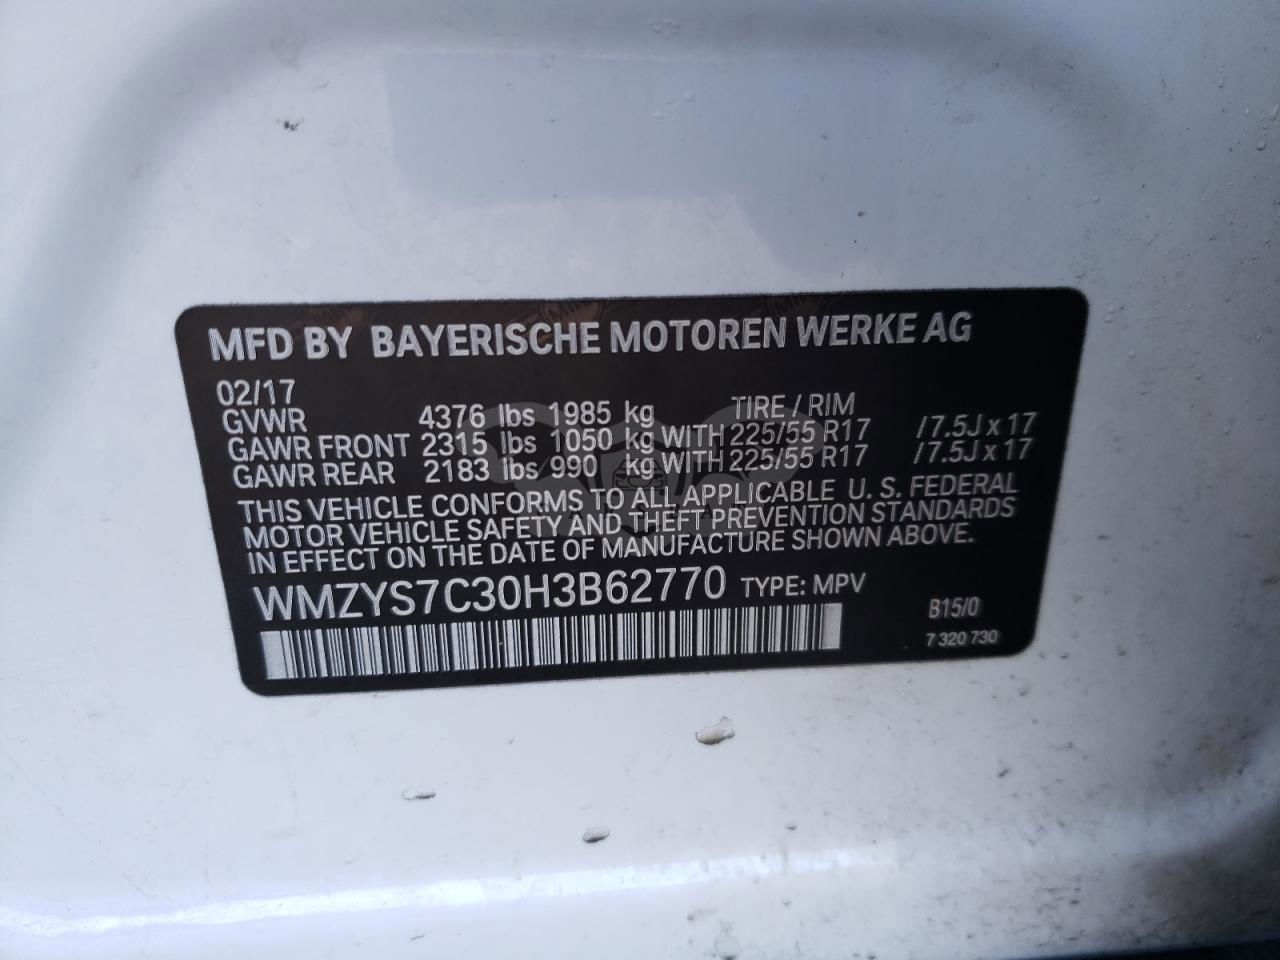 MFD BY BAYERISCHE MOTOREN WERKE AG
02/17
GVWR 4376 lbs 1985 kg TIRE / RIM
GAWR FRONT 2315 lbs 1050 kg WITH 225/55 R17 /7.5J x 17
GAWR REAR 2183 lbs 990 kg WITH 225/55 R17 /7.5J x 17
THIS VEHICLE CONFORMS TO ALL APPLICABLE U. S. FEDERAL
MOTOR VEHICLE SAFETY AND THEFT PREVENTION STANDARDS
IN EFFECT ON THE DATE OF MANUFACTURE SHOWN ABOVE.
WMZYS7C30H3B62770 TYPE: MPV
B15/0
7 320 730